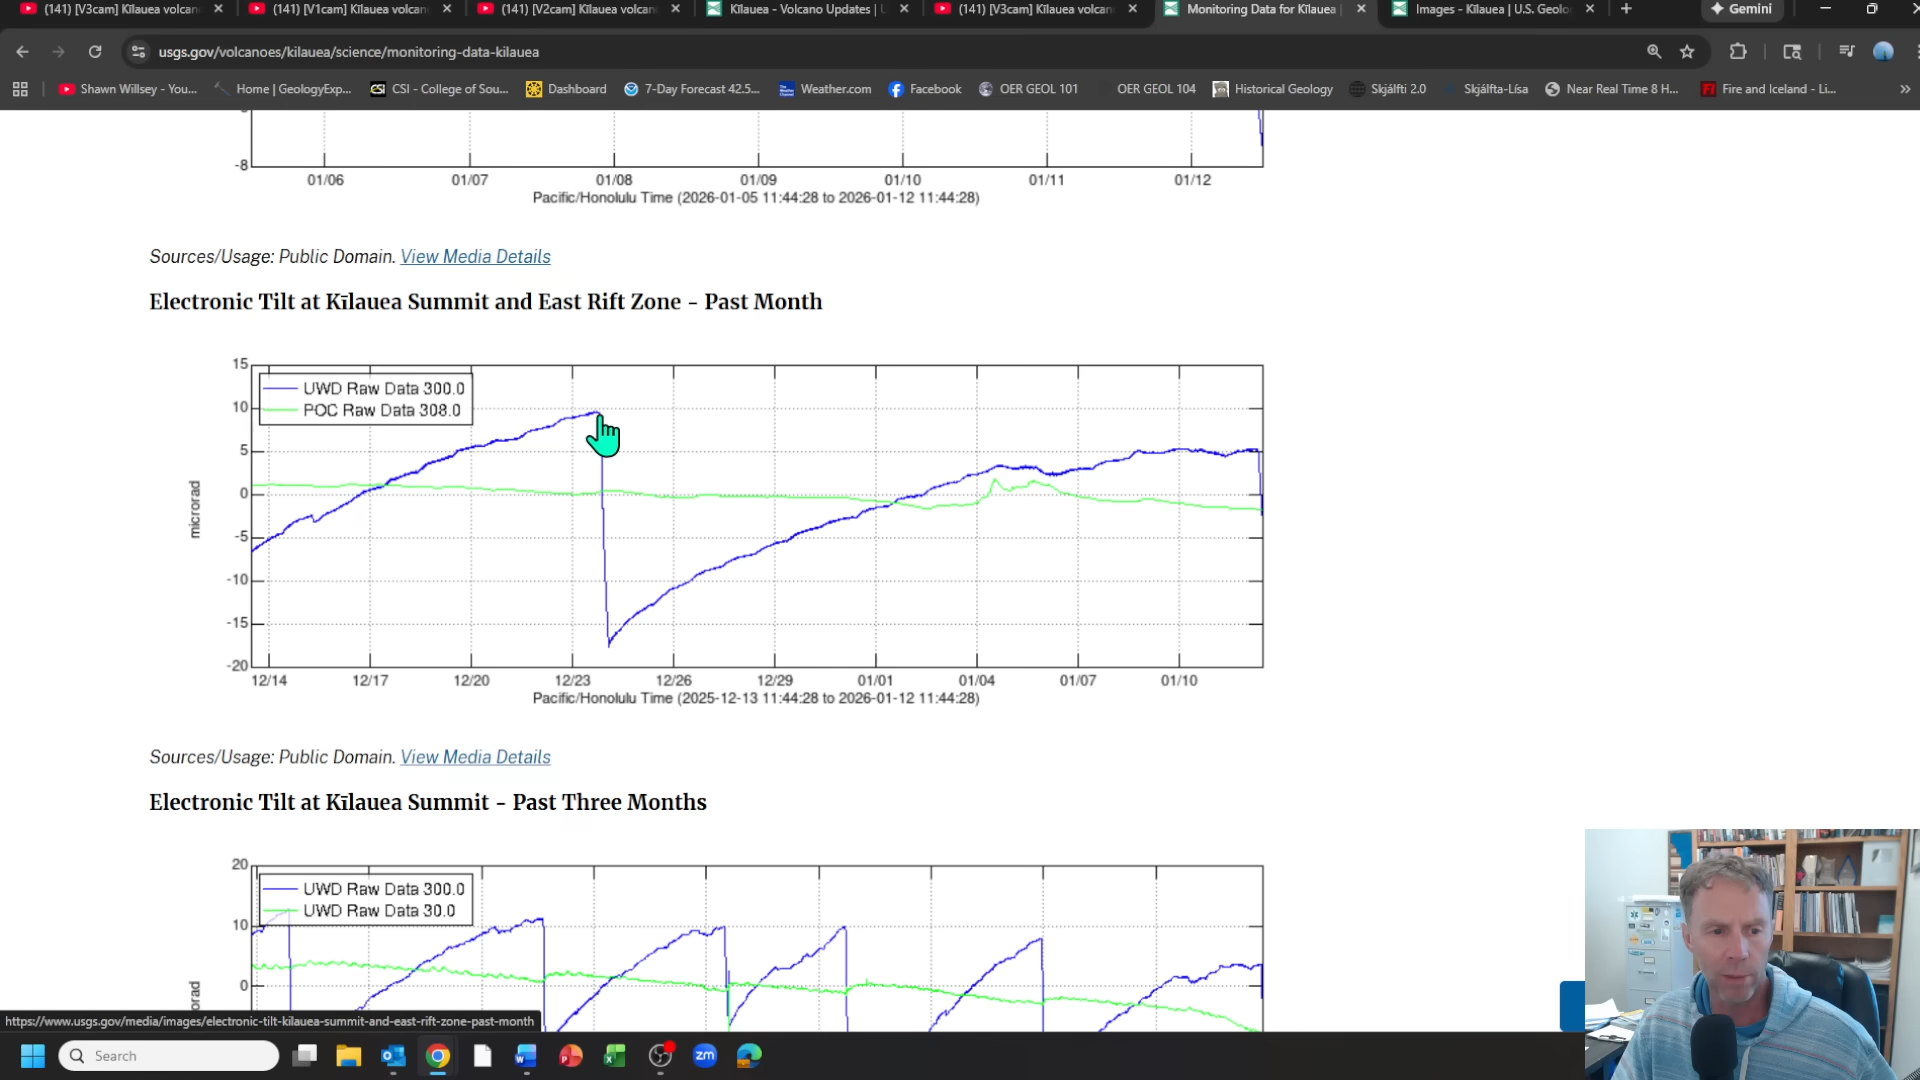 (141) [V3cam] Kīlauea volcan
(141) [V1cam] Kīlauea volcan
(141) [V2cam] Kīlauea volcan
Kīlauea - Volcano Updates | U
(141) [V3cam] Kīlauea volcan
Monitoring Data for Kīlauea |
Images - Kīlauea | U.S. Geolo
Gemini
usgs.gov/volcanoes/kilauea/science/monitoring-data-kilauea
Shawn Willsey - You...
Home | GeologyExp...
CSI - College of Sou...
Dashboard
7-Day Forecast 42.5...
Weather.com
Facebook
OER GEOL 101
OER GEOL 104
Historical Geology
Skjálfti 2.0
Skjálfta-Lísa
Near Real Time 8 H...
Fire and Iceland - Li...
»
-8
01/06 01/07 01/08 01/09 01/10 01/11 01/12
Pacific/Honolulu Time (2026-01-05 11:44:28 to 2026-01-12 11:44:28)
Sources/Usage: Public Domain. View Media Details
Electronic Tilt at Kīlauea Summit and East Rift Zone - Past Month
15
UWD Raw Data 300.0
10
POC Raw Data 308.0
5
0
microrad
-5
-10
-15
-20
12/14 12/17 12/20 12/23 12/26 12/29 01/01 01/04 01/07 01/10
Pacific/Honolulu Time (2025-12-13 11:44:28 to 2026-01-12 11:44:28)
Sources/Usage: Public Domain. View Media Details
Electronic Tilt at Kīlauea Summit - Past Three Months
20
UWD Raw Data 300.0
UWD Raw Data 30.0
10
0
orad
https://www.usgs.gov/media/images/electronic-tilt-kilauea-summit-and-east-rift-zone-past-month
Search
zm